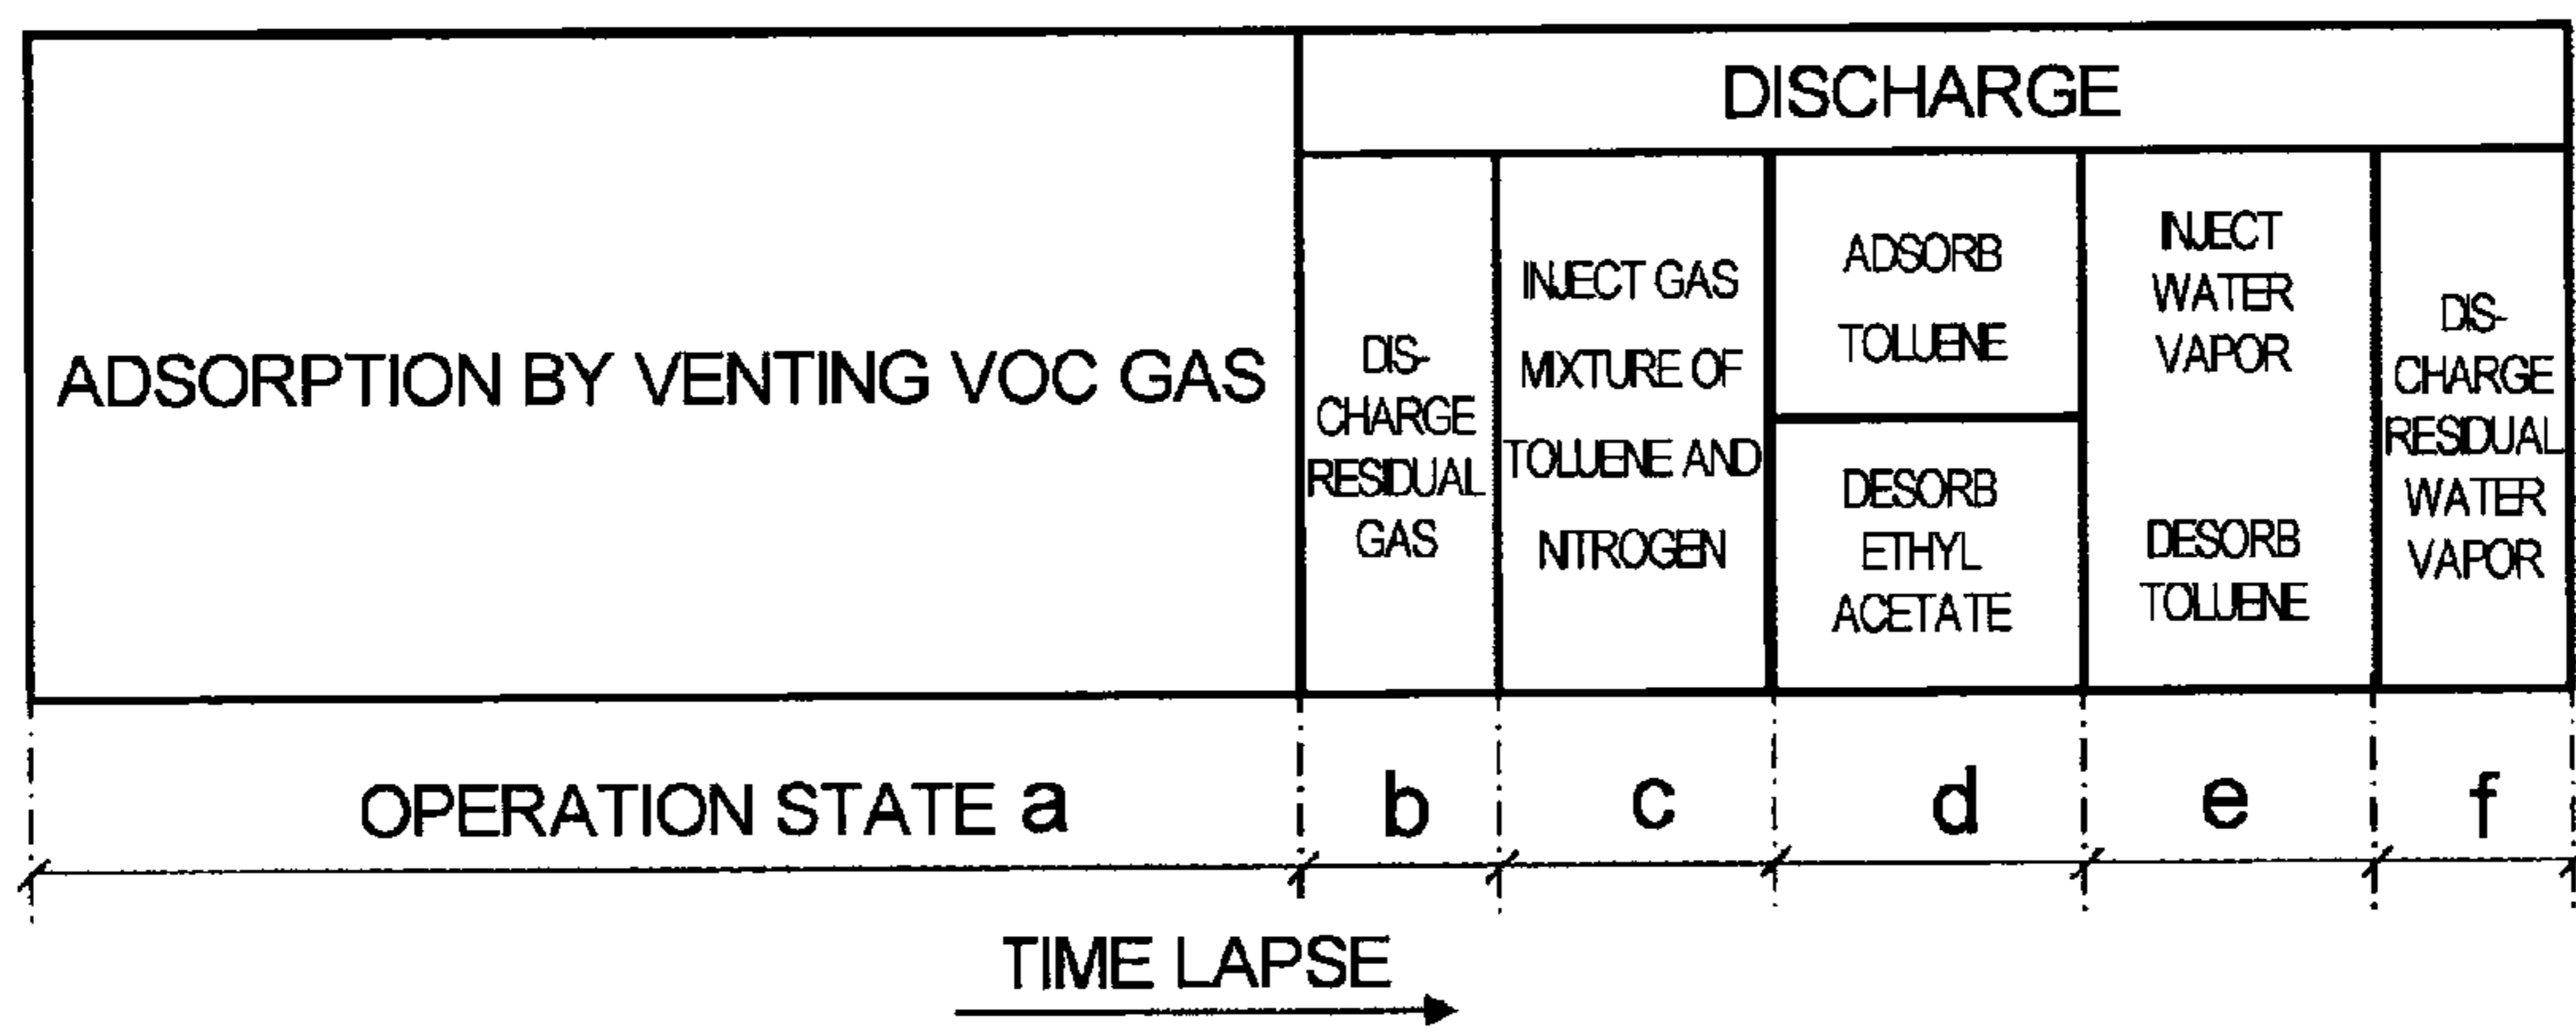 ADSORPTION BY VENTING VOC GAS
DISCHARGE
DIS-
CHARGE
RESIDUAL
GAS
INJECT GAS
MIXTURE OF
TOLUENE AND
NITROGEN
ADSORB
TOLUENE
DESORB
ETHYL
ACETATE
INJECT
WATER
VAPOR
DESORB
TOLUENE
DIS-
CHARGE
RESIDUAL
WATER
VAPOR
OPERATION STATE a
b
c
d
e
f
TIME LAPSE